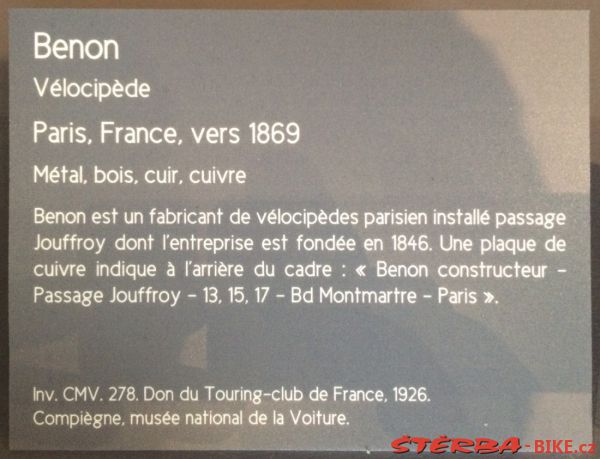 Benon
Vélocipède
Paris, France, vers 1869
Métal, bois, cuir, cuivre
Benon est un fabricant de vélocipèdes parisien installé passage
Jouffroy dont l'entreprise est fondée en 1846. Une plaque de
cuivre indique à l'arrière du cadre : « Benon constructeur –
Passage Jouffroy – 13, 15, 17 – Bd Montmartre – Paris ».
Inv. CMV. 278. Don du Touring-club de France, 1926.
Compiègne, musée national de la Voiture.
ŠTĚRBA-BIKE.cz